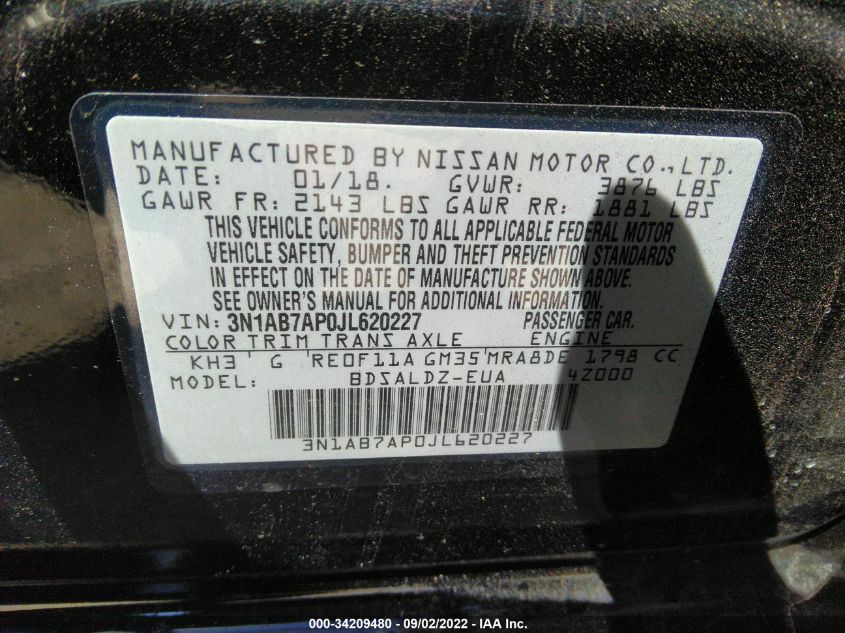 MANUFACTURED BY NISSAN MOTOR CO.,LTD.
DATE: 01/18. GVWR: 3876 LBS
GAWR FR: 2143 LBS GAWR RR: 1881 LBS
THIS VEHICLE CONFORMS TO ALL APPLICABLE FEDERAL MOTOR
VEHICLE SAFETY, BUMPER AND THEFT PREVENTION STANDARDS
IN EFFECT ON THE DATE OF MANUFACTURE SHOWN ABOVE.
SEE OWNER'S MANUAL FOR ADDITIONAL INFORMATION.
VIN: 3N1AB7AP0JL620227 PASSENGER CAR.
COLOR TRIM TRANS AXLE ENGINE
KH3 G RE0F11A GM35 MRA8DE 1798 CC
MODEL: BDSALDZ-EUA 4Z000
3N1AB7AP0JL620227
000-34209480 - 09/02/2022 - IAA Inc.